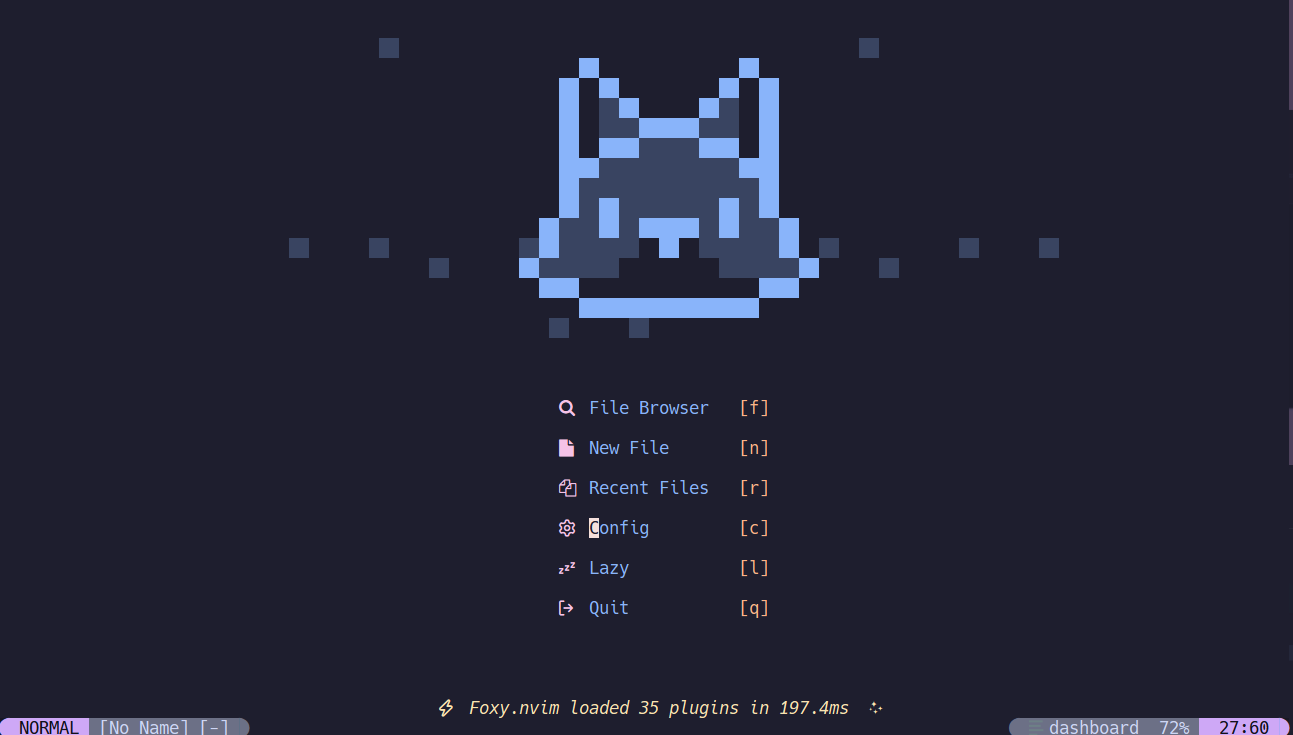 File Browser [f]
New File [n]
Recent Files [r]
Config [c]
Lazy [l]
Quit [q]
Foxy.nvim loaded 35 plugins in 197.4ms
NORMAL [No Name] [-] dashboard 72% 27:60